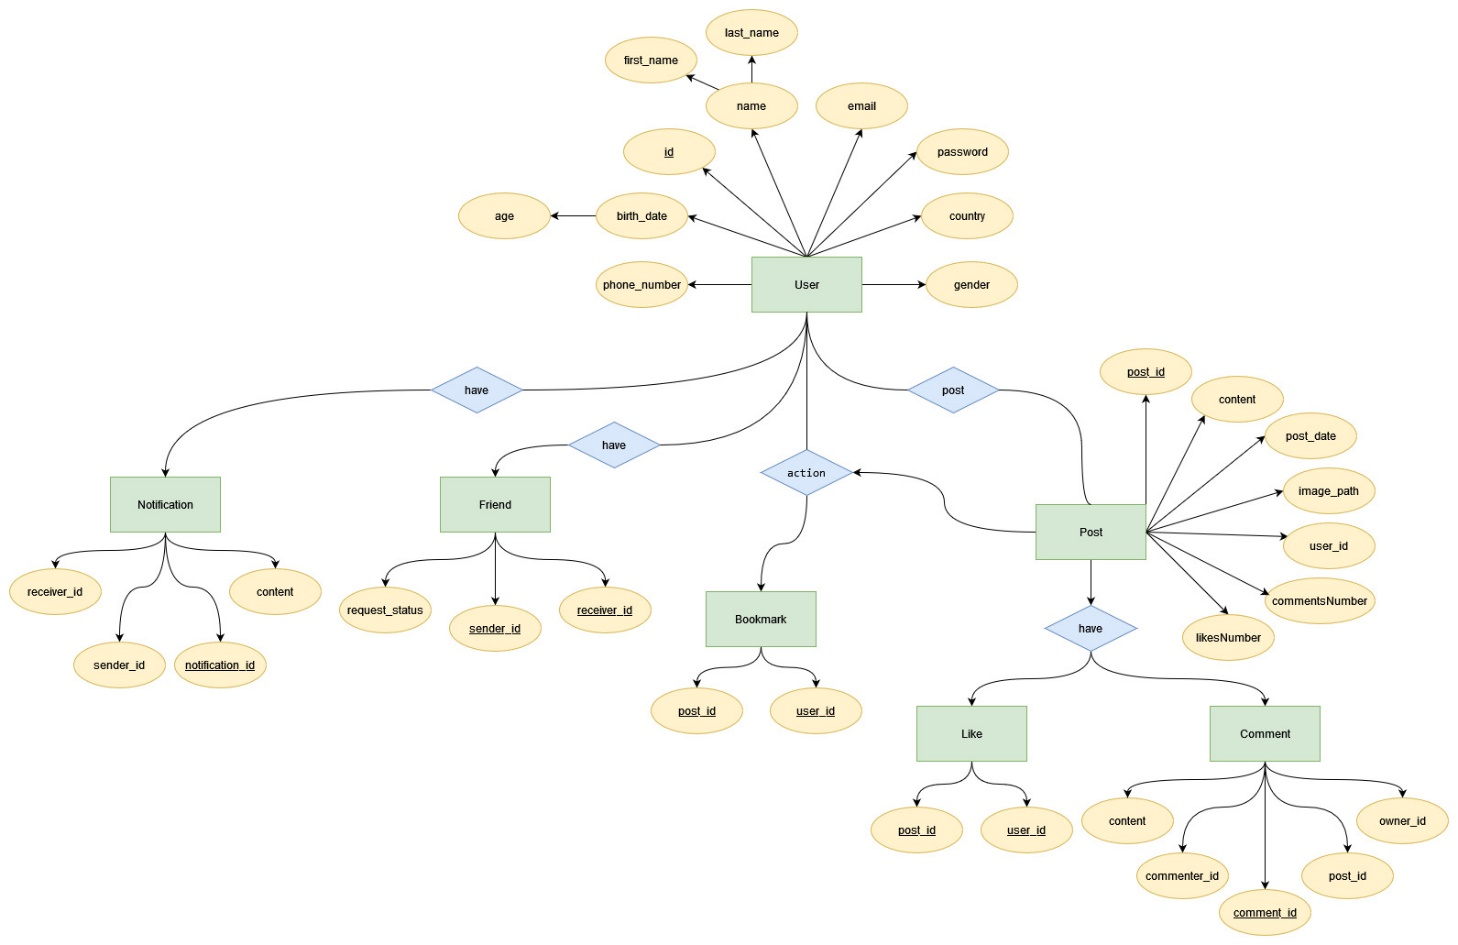 last_name
first_name
name
email
id
password
age
birth_date
country
phone_number
User
gender
have
post
post_id
content
have
post_date
action
image_path
Notification
Friend
Post
user_id
receiver_id
content
request_status
sender_id
receiver_id
Bookmark
have
commentsNumber
likesNumber
sender_id
notification_id
post_id
user_id
Like
Comment
post_id
user_id
content
owner_id
commenter_id
post_id
comment_id